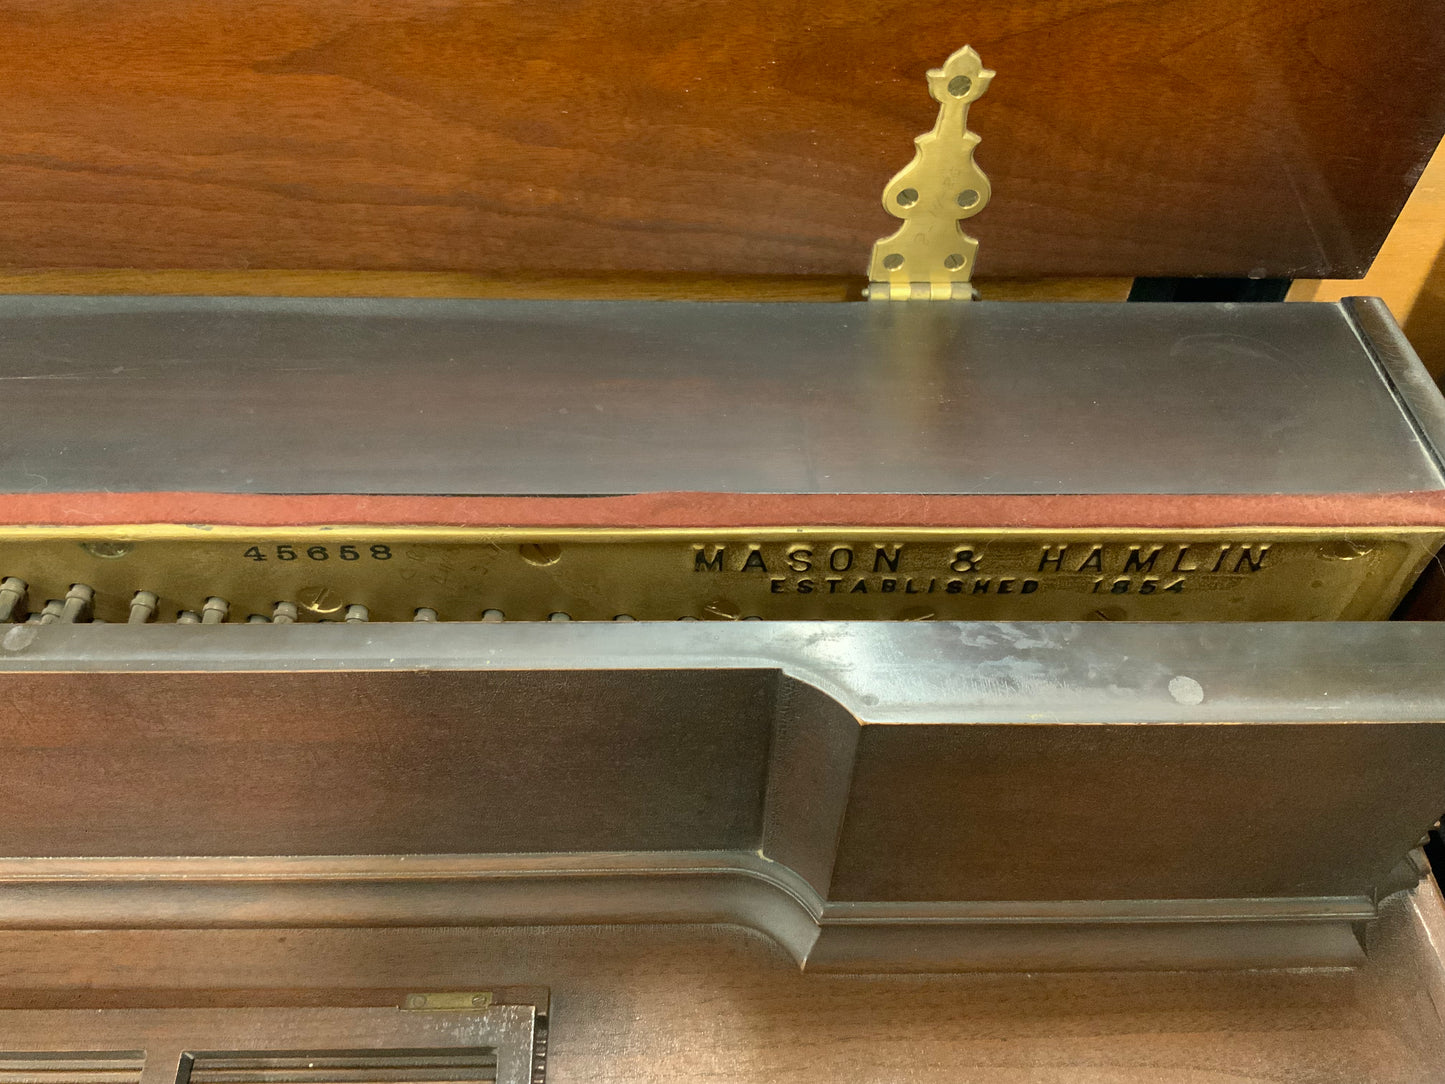 45658
MASON & HAMLIN
ESTABLISHED 1854